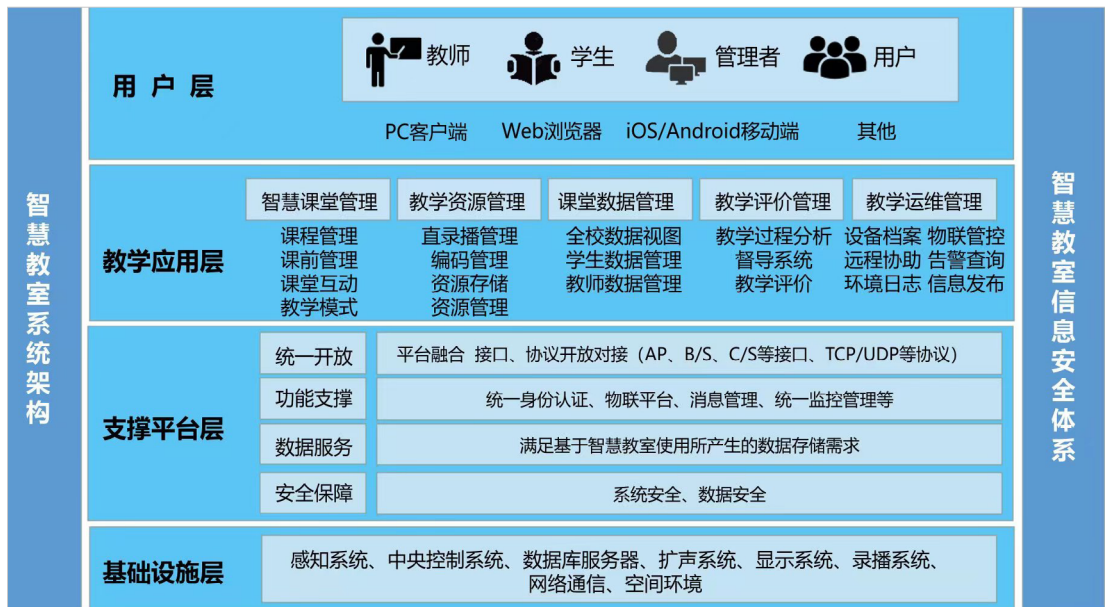 智慧教室系统架构
用户层
教师 学生 管理者 用户
PC客户端 Web浏览器 iOS/Android移动端 其他
教学应用层
智慧课堂管理 教学资源管理 课堂数据管理 教学评价管理 教学运维管理
课程管理 直录播管理 全校数据视图 教学过程分析 设备档案 物联管控
课前管理 编码管理 学生数据管理 督导系统 远程协助 告警查询
课堂互动 资源存储 教师数据管理 教学评价 环境日志 信息发布
教学模式 资源管理
支撑平台层
统一开放 平台融合 接口、协议开放对接（AP、B/S、C/S等接口、TCP/UDP等协议）
功能支撑 统一身份认证、物联平台、消息管理、统一监控管理等
数据服务 满足基于智慧教室使用所产生的数据存储需求
安全保障 系统安全、数据安全
基础设施层
感知系统、中央控制系统、数据库服务器、扩声系统、显示系统、录播系统、
网络通信、空间环境
智慧教室信息安全体系